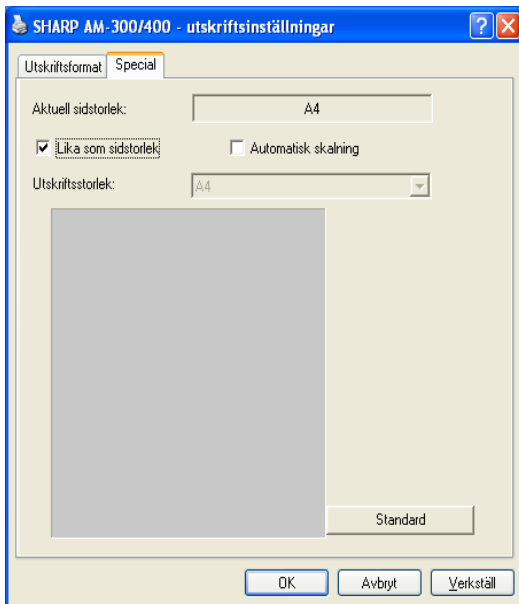 SHARP AM-300/400 - utskriftsinställningar
Utskriftsformat Special
Aktuell sidstorlek: A4
Lika som sidstorlek Automatisk skalning
Utskriftsstorlek: A4
Standard
OK Avbryt Verkställ